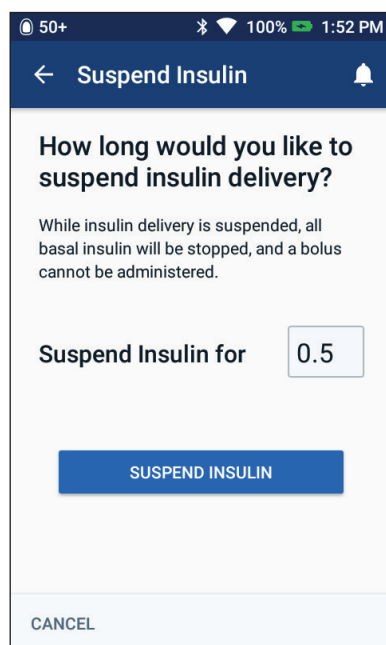 50+ 100% 1:52 PM
Suspend Insulin
How long would you like to
suspend insulin delivery?
While insulin delivery is suspended, all
basal insulin will be stopped, and a bolus
cannot be administered.
Suspend Insulin for 0.5
SUSPEND INSULIN
CANCEL